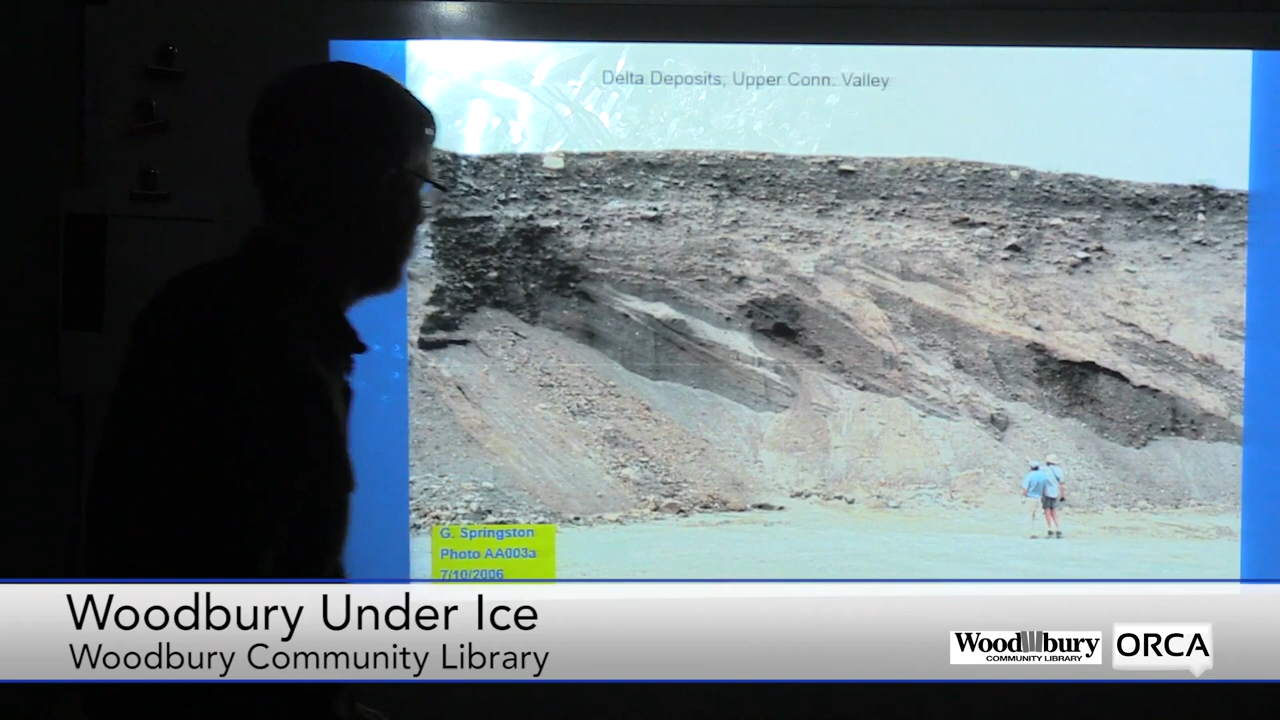 Delta Deposits, Upper Conn. Valley
G. Springston
Photo AA003a
7/10/2006
Woodbury Under Ice
Woodbury Community Library
Woodbury
COMMUNITY LIBRARY
ORCA